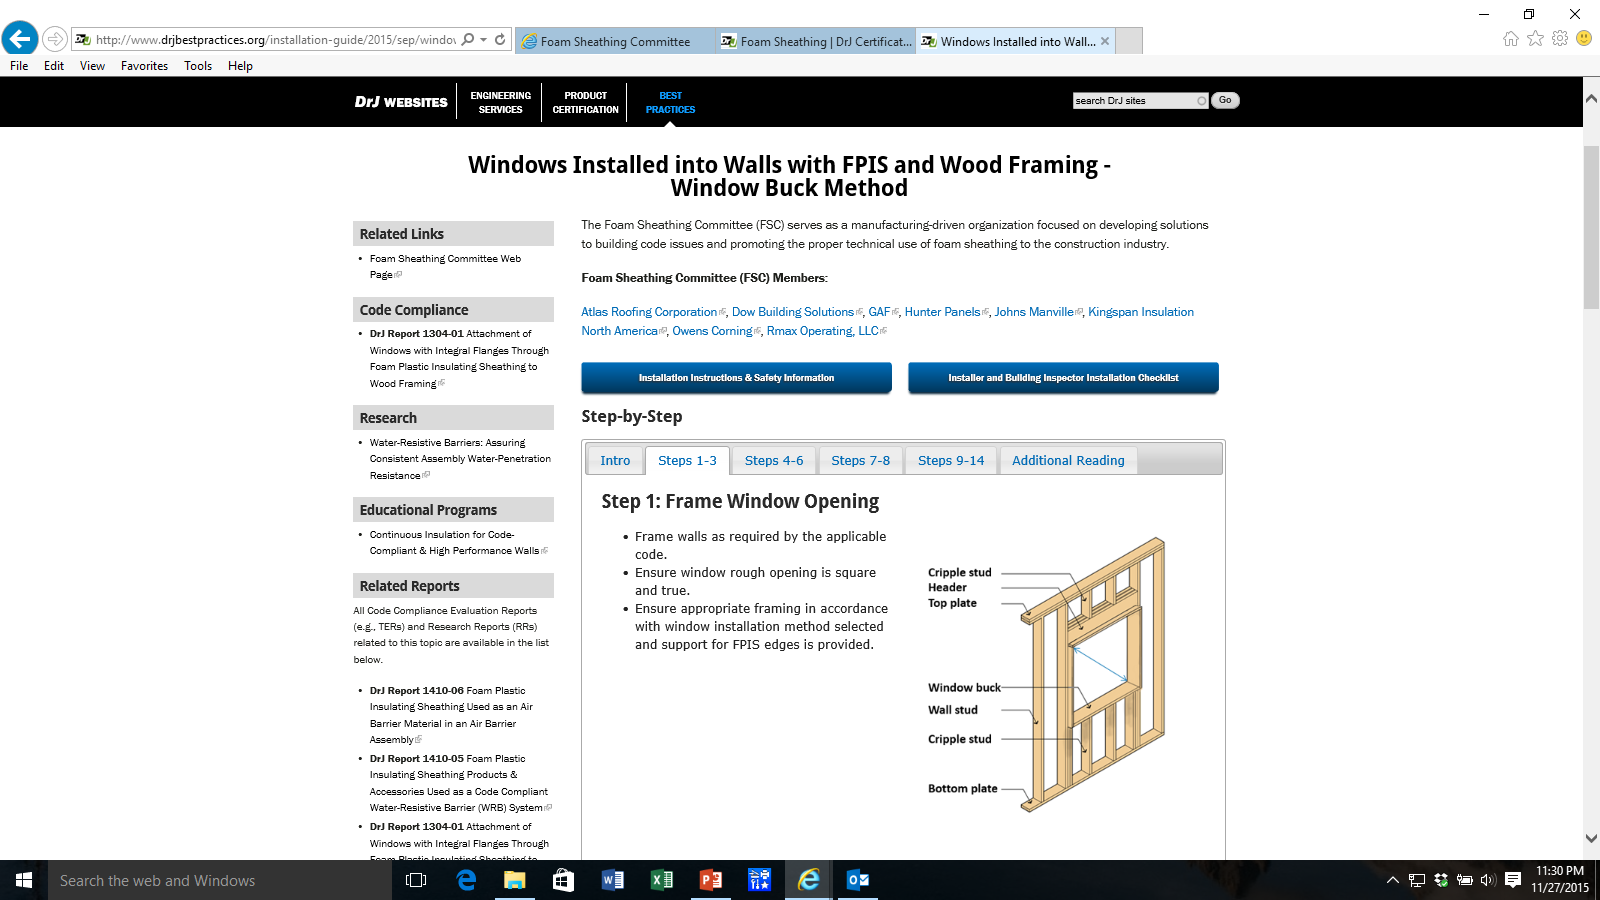 http://www.drjbestpractices.org/installation-guide/2015/sep/windov
Foam Sheathing Committee
Foam Sheathing | DrJ Certificat...
Windows Installed into Wall...
File Edit View Favorites Tools Help
DrJ WEBSITES
ENGINEERING
SERVICES
PRODUCT
CERTIFICATION
BEST
PRACTICES
search DrJ sites
Go
Windows Installed into Walls with FPIS and Wood Framing -
Window Buck Method
Related Links
• Foam Sheathing Committee Web
Page
Code Compliance
• DrJ Report 1304-01 Attachment of
Windows with Integral Flanges Through
Foam Plastic Insulating Sheathing to
Wood Framing
Research
• Water-Resistive Barriers: Assuring
Consistent Assembly Water-Penetration
Resistance
Educational Programs
• Continuous Insulation for Code-
Compliant & High Performance Walls
Related Reports
All Code Compliance Evaluation Reports
(e.g., TERs) and Research Reports (RRs)
related to this topic are available in the list
below.
• DrJ Report 1410-06 Foam Plastic
Insulating Sheathing Used as an Air
Barrier Material in an Air Barrier
Assembly
• DrJ Report 1410-05 Foam Plastic
Insulating Sheathing Products &
Accessories Used as a Code Compliant
Water-Resistive Barrier (WRB) System
• DrJ Report 1304-01 Attachment of
Windows with Integral Flanges Through
Foam Plastic Insulating Sheathing to
The Foam Sheathing Committee (FSC) serves as a manufacturing-driven organization focused on developing solutions
to building code issues and promoting the proper technical use of foam sheathing to the construction industry.
Foam Sheathing Committee (FSC) Members:
Atlas Roofing Corporation, Dow Building Solutions, GAF, Hunter Panels, Johns Manville, Kingspan Insulation
North America, Owens Corning, Rmax Operating, LLC
Installation Instructions & Safety Information
Installer and Building Inspector Installation Checklist
Step-by-Step
Intro
Steps 1-3
Steps 4-6
Steps 7-8
Steps 9-14
Additional Reading
Step 1: Frame Window Opening
• Frame walls as required by the applicable
code.
• Ensure window rough opening is square
and true.
• Ensure appropriate framing in accordance
with window installation method selected
and support for FPIS edges is provided.
Cripple stud
Header
Top plate
Window buck
Wall stud
Cripple stud
Bottom plate
Search the web and Windows
11:30 PM
11/27/2015